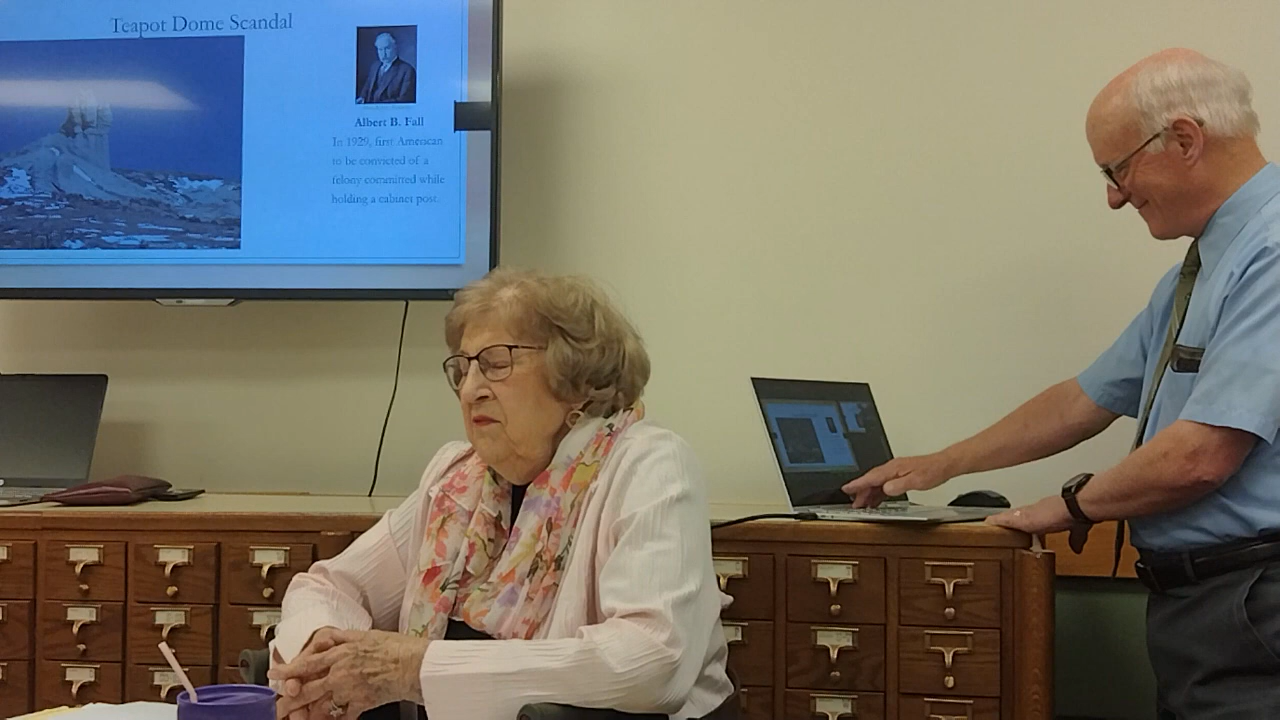 Teapot Dome Scandal
Albert B. Fall
In 1929, first American
to be convicted of a
felony committed while
holding a cabinet post.